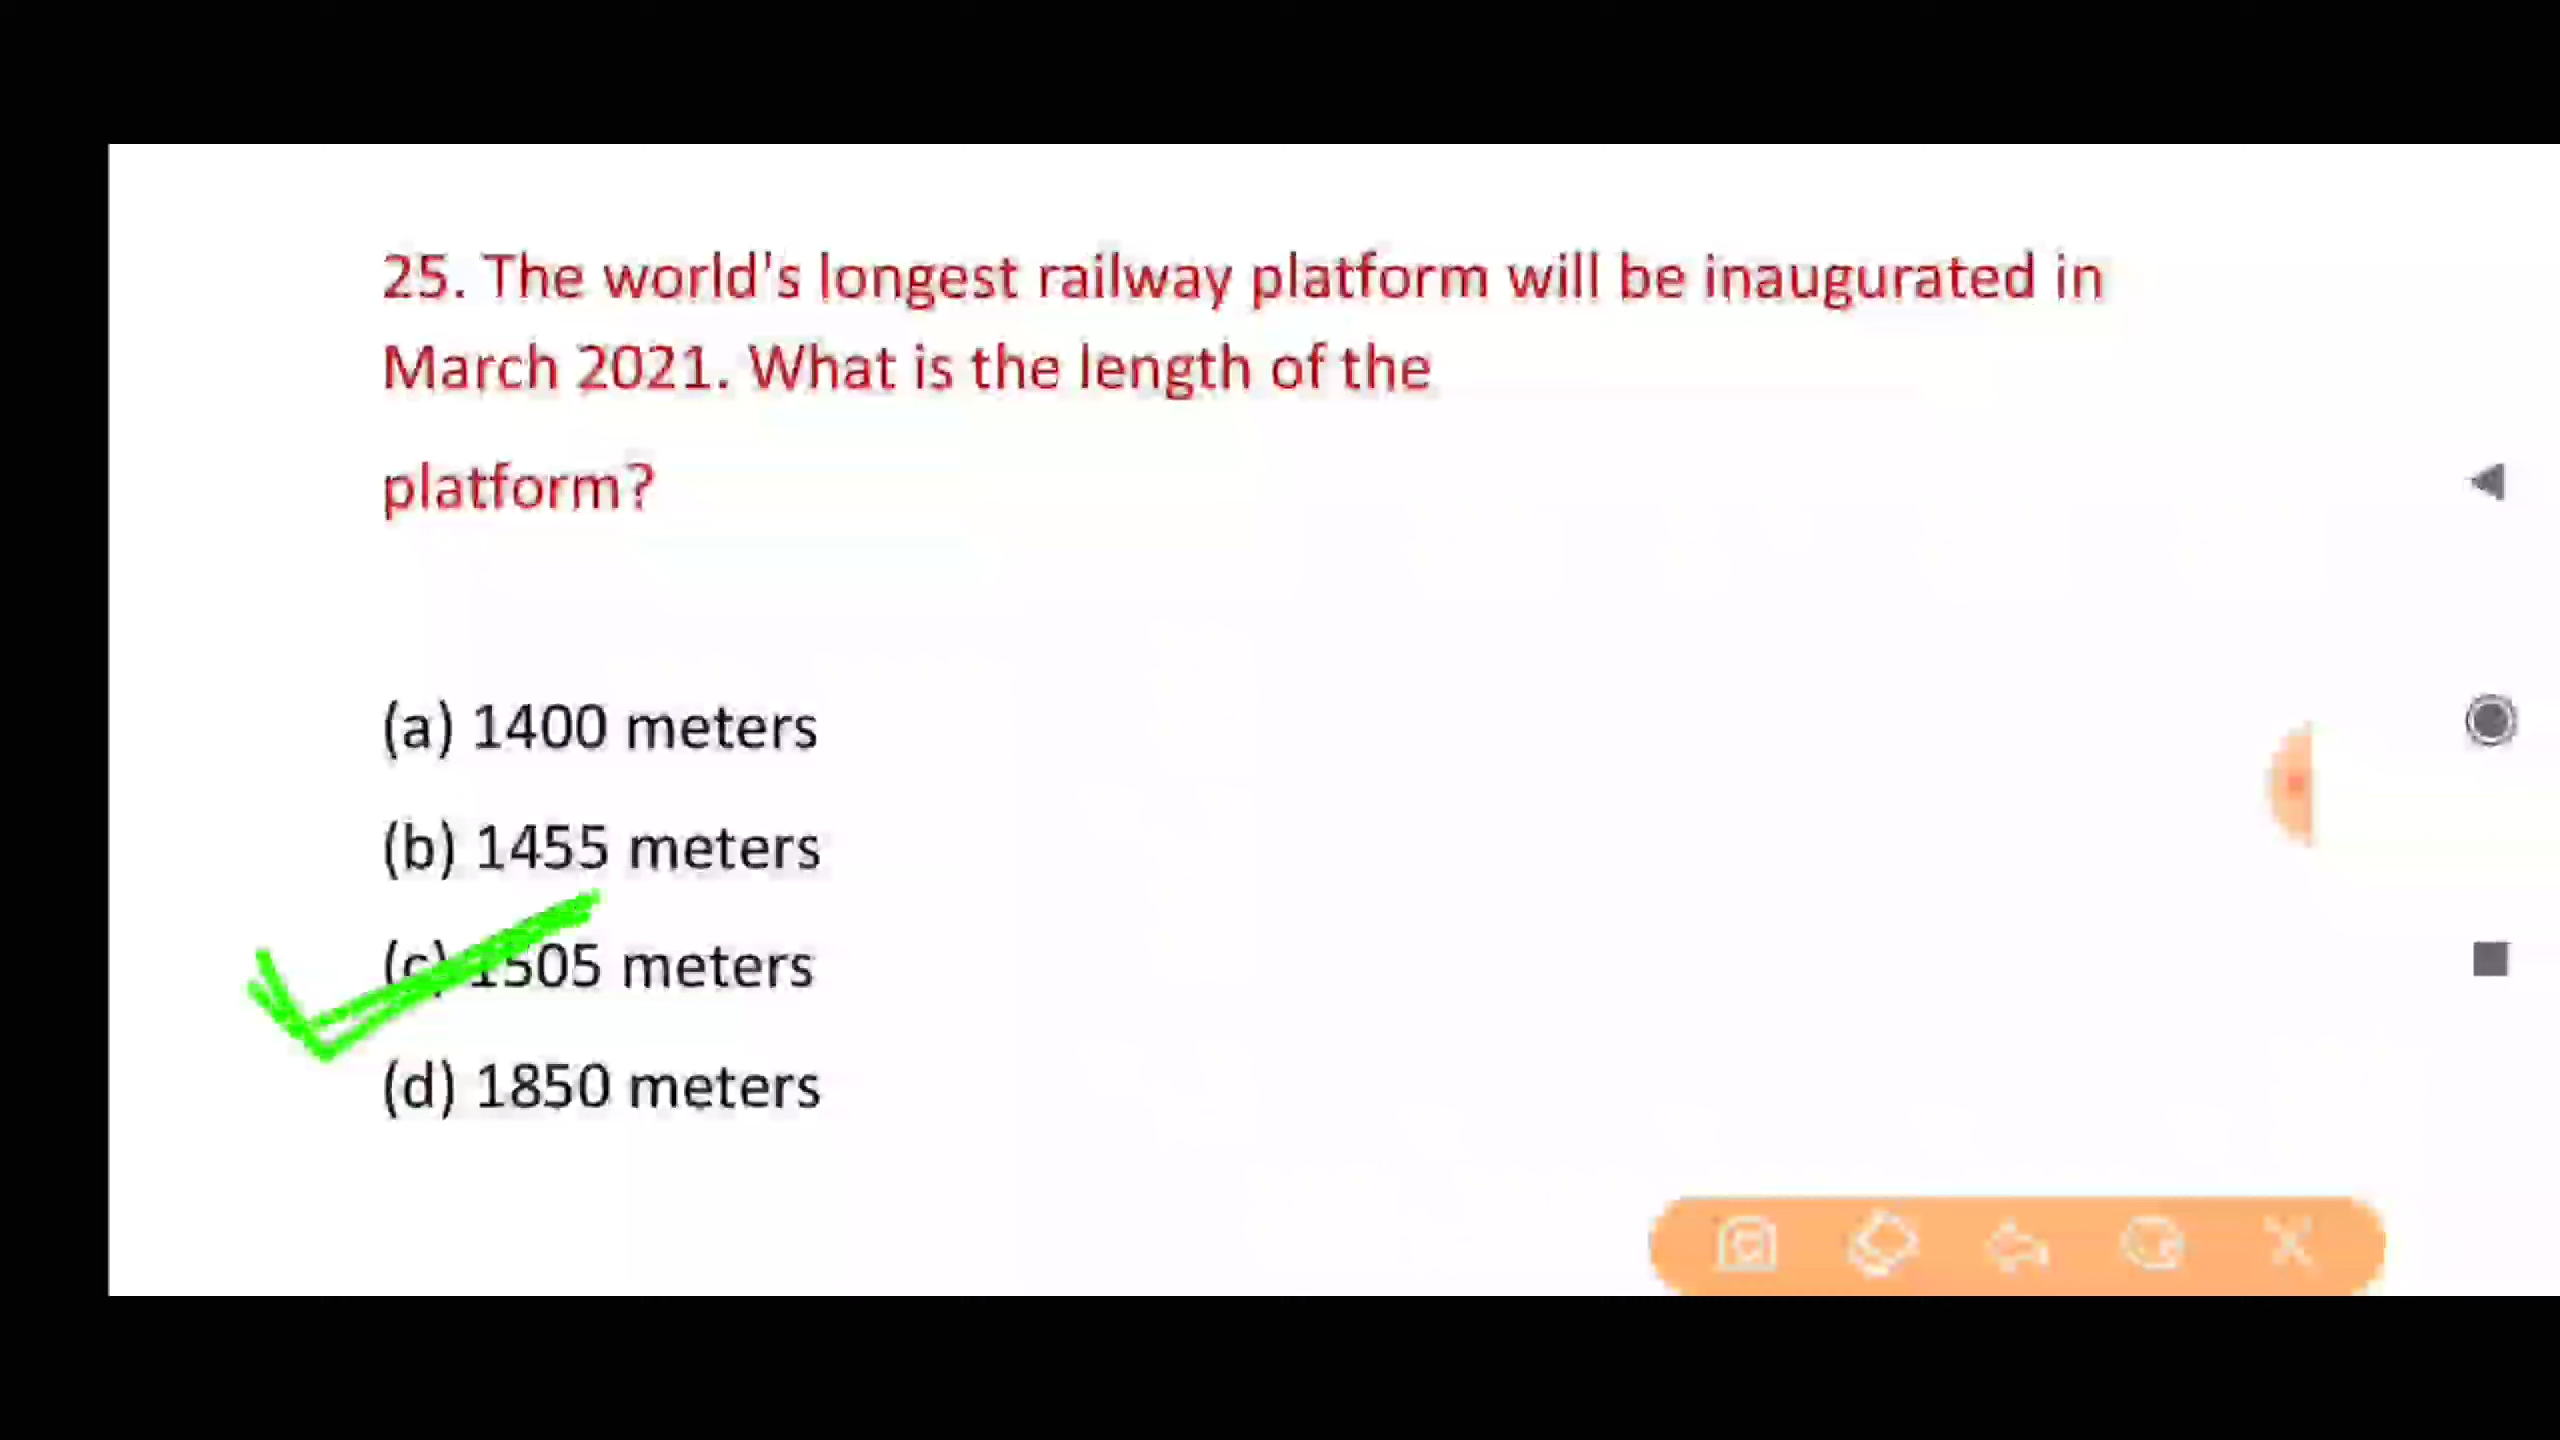 25. The world's longest railway platform will be inaugurated in
March 2021. What is the length of the
platform?
(a) 1400 meters
(b) 1455 meters
(c) 1505 meters
(d) 1850 meters